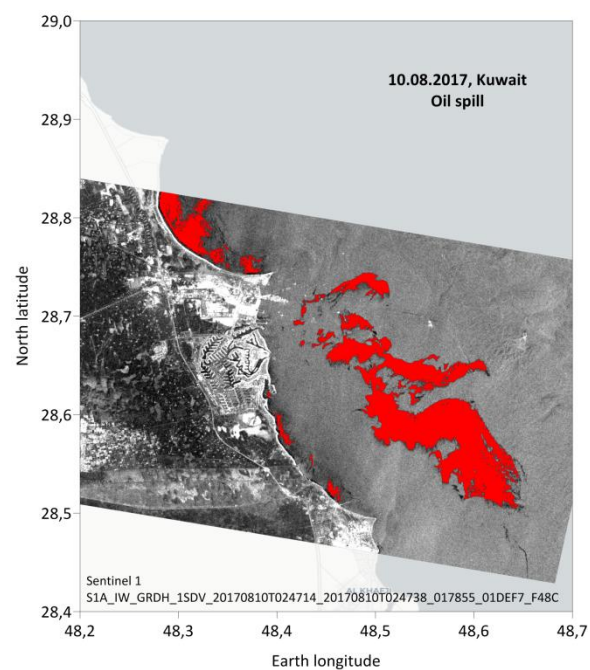 29,0
28,9
28,8
28,7
28,6
28,5
28,4
North latitude
10.08.2017, Kuwait
Oil spill
Sentinel 1
S1A_IW_GRDH_1SDV_20170810T024714_20170810T024738_017855_01DEF7_F48C
48,2
48,3
48,4
48,5
48,6
48,7
Earth longitude